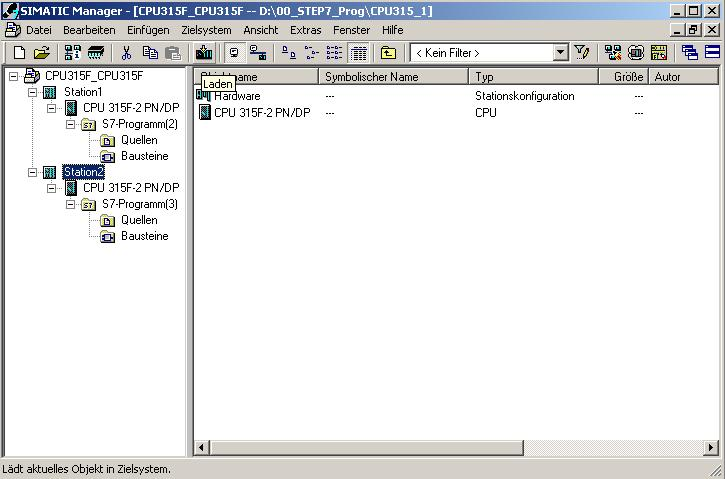 SIMATIC Manager - [CPU315F_CPU315F -- D:\00_STEP7_Prog\CPU315_1]
Datei Bearbeiten Einfügen Zielsystem Ansicht Extras Fenster Hilfe
< Kein Filter >
CPU315F_CPU315F
Station1
CPU 315F-2 PN/DP
S7-Programm(2)
Quellen
Bausteine
Station2
CPU 315F-2 PN/DP
S7-Programm(3)
Quellen
Bausteine
Laden
Symbolischer Name Typ Größe Autor
Hardware --- Stationskonfiguration ---
CPU 315F-2 PN/DP --- CPU ---
Lädt aktuelles Objekt in Zielsystem.